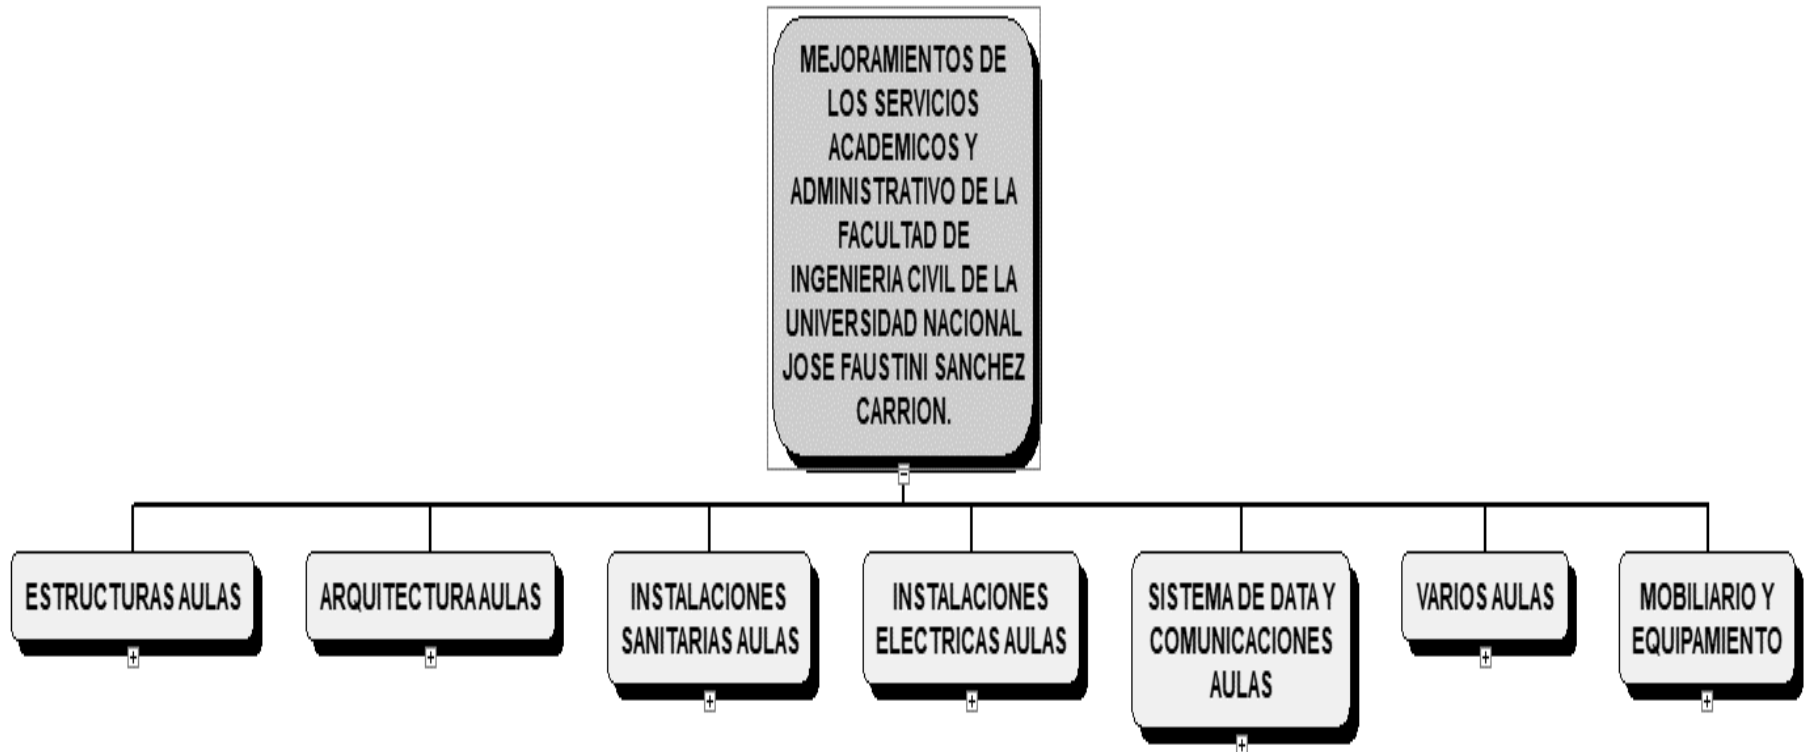 MEJORAMIENTOS DE
LOS SERVICIOS
ACADEMICOS Y
ADMINISTRATIVO DE LA
FACULTAD DE
INGENIERIA CIVIL DE LA
UNIVERSIDAD NACIONAL
JOSE FAUSTINI SANCHEZ
CARRION.
ESTRUCTURAS AULAS
ARQUITECTURA AULAS
INSTALACIONES
SANITARIAS AULAS
INSTALACIONES
ELECTRICAS AULAS
SISTEMA DE DATA Y
COMUNICACIONES
AULAS
VARIOS AULAS
MOBILIARIO Y
EQUIPAMIENTO